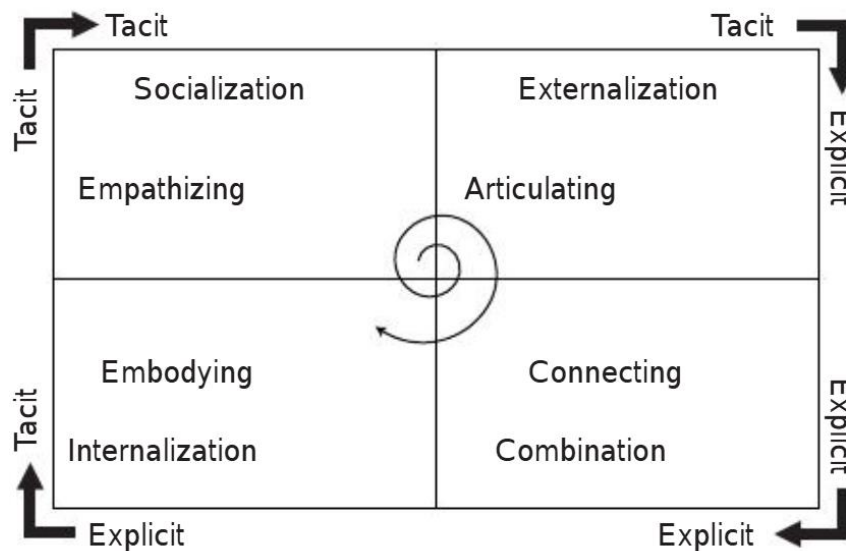 Tacit
Tacit
Tacit
Explicit
Socialization
Externalization
Empathizing
Articulating
Embodying
Connecting
Internalization
Combination
Tacit
Explicit
Explicit
Explicit